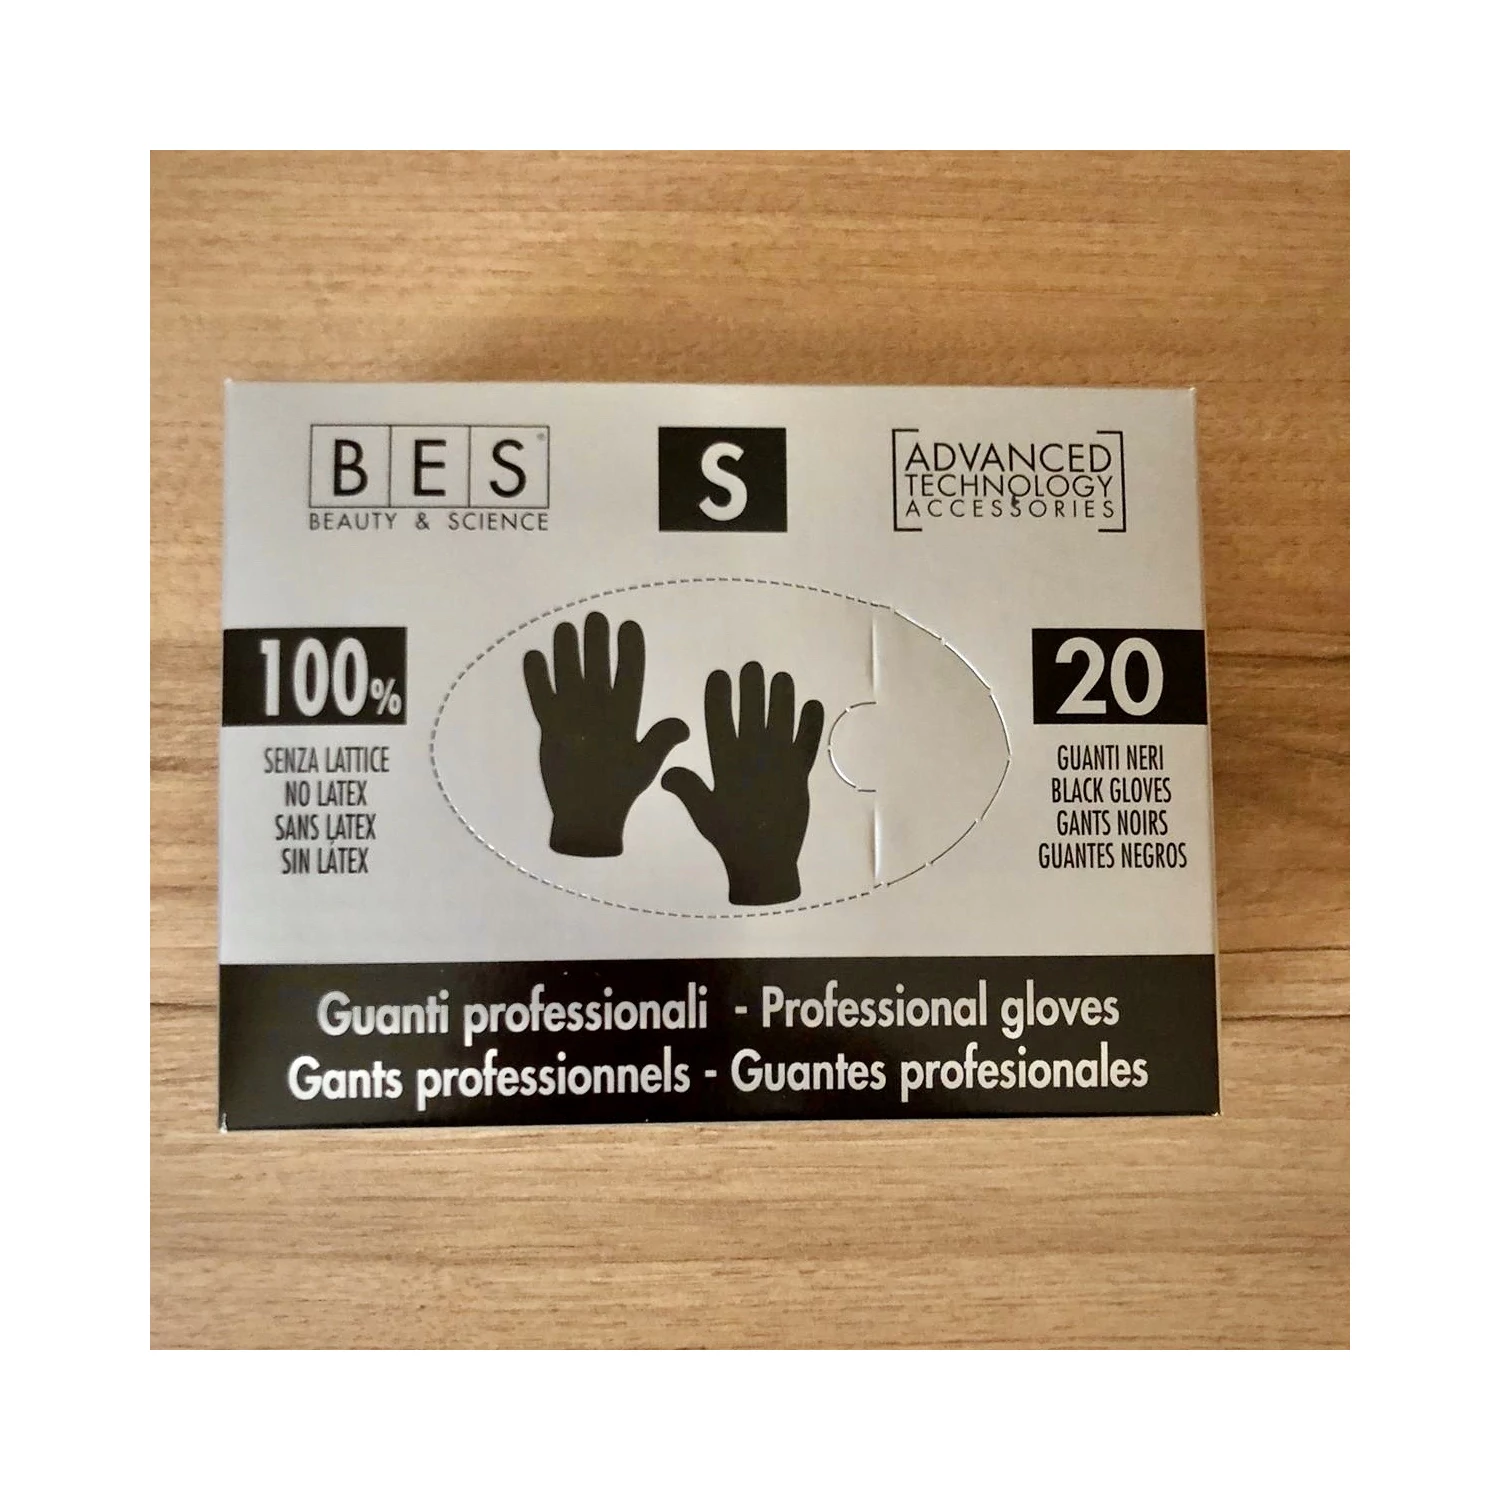 BES®
BEAUTY & SCIENCE
S
ADVANCED
TECHNOLOGY
ACCESSORIES
100%
SENZA LATTICE
NO LATEX
SANS LATEX
SIN LÁTEX
20
GUANTI NERI
BLACK GLOVES
GANTS NOIRS
GUANTES NEGROS
Guanti professionali - Professional gloves
Gants professionnels - Guantes profesionales